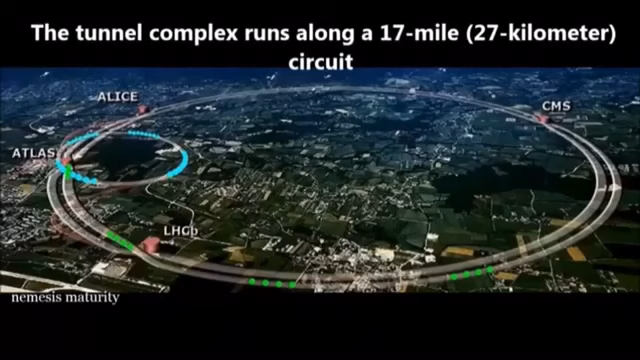 The tunnel complex runs along a 17-mile (27-kilometer)
circuit
ALICE
CMS
ATLAS
LHCb
nemesis maturity